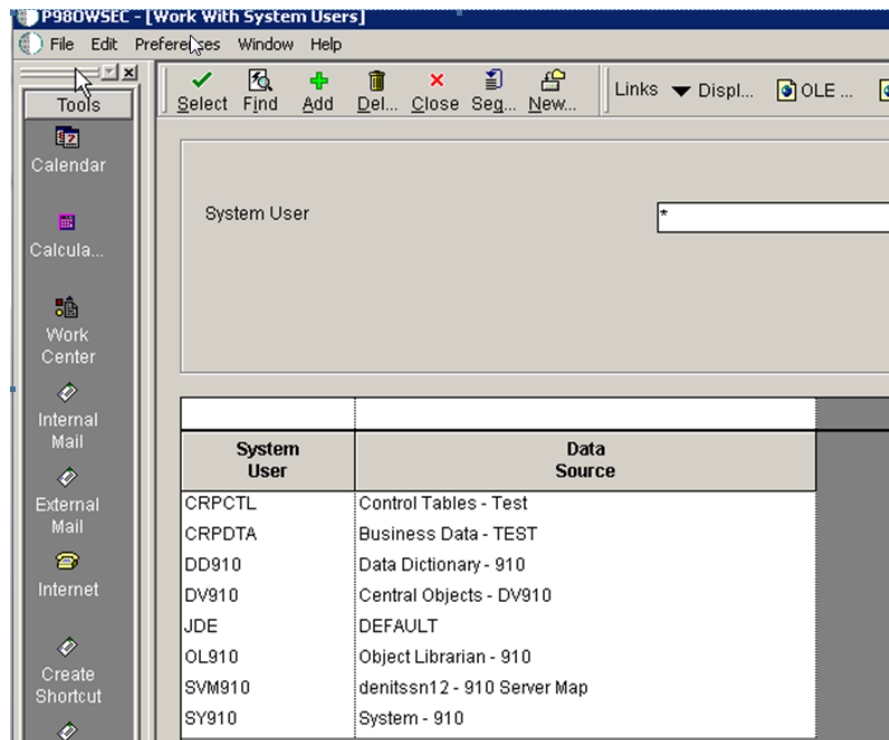 P98OWSEC - [Work With System Users]
File Edit Preferences Window Help
Select Find Add Del... Close Seq... New... Links Displ... OLE ...
Tools
Calendar
Calcula...
Work
Center
Internal
Mail
External
Mail
Internet
Create
Shortcut
System User *
System
User
Data
Source
CRPCTL Control Tables - Test
CRPDTA Business Data - TEST
DD910 Data Dictionary - 910
DV910 Central Objects - DV910
JDE DEFAULT
OL910 Object Librarian - 910
SVM910 denitssn12 - 910 Server Map
SY910 System - 910